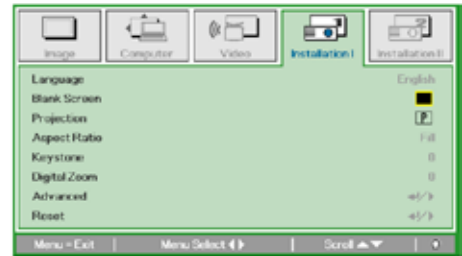 Image Computer Video Installation I Installation II
Language English
Blank Screen
Projection P
Aspect Ratio Fill
Keystone 0
Digital Zoom 0
Advanced
Reset
Menu = Exit | Menu Select | Scroll |